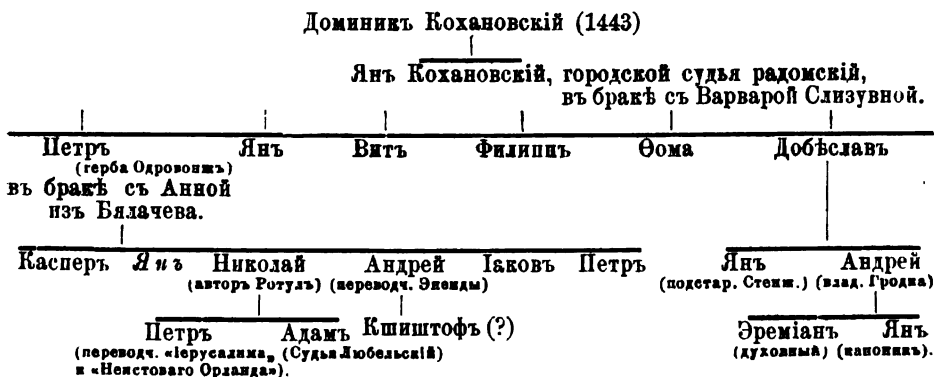 Доминикъ Кохановскій (1443)
Янъ Кохановскій, городской судья радомскій,
въ бракѣ съ Варварой Слизувной.
Петръ Янъ Витъ Филиппъ Ѳома Добѣславъ
(герба Одровонжъ)
въ бракѣ съ Анной
изъ Бялачева.
Касперъ Янъ Николай Андрей Іаковъ Петръ Янъ Андрей
(авторъ Ротулъ) (переводч. Энеиды) (подстар. Стенж.) (влад. Гродка)
Петръ Адамъ Кшиштофъ (?) Эреміанъ Янъ
(переводч. «Іерусалима„ (Судья Любельскій) (духовный) (каноникъ).
и «Неистоваго Орланда»).